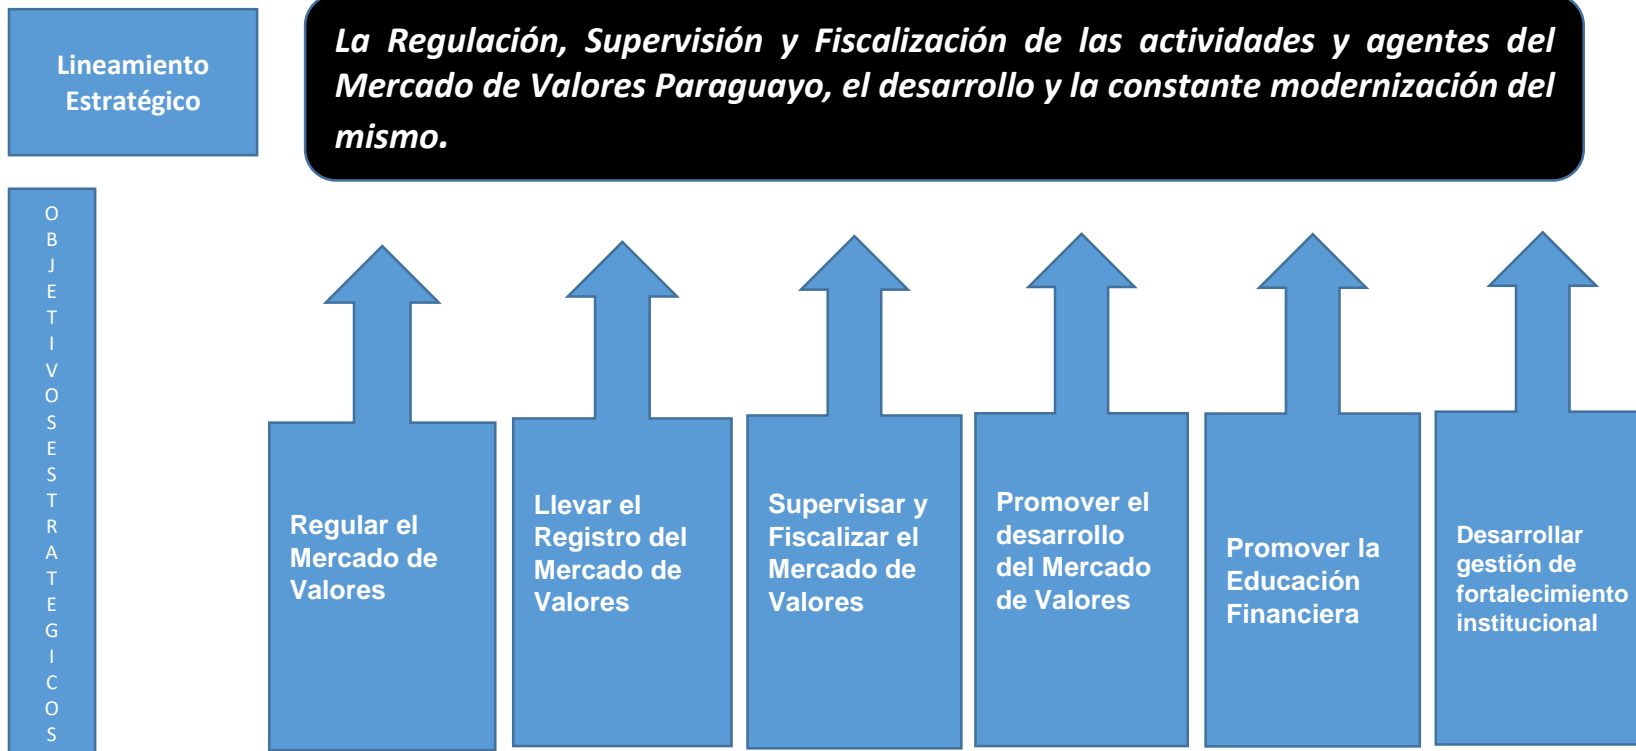 Lineamiento
Estratégico
La Regulación, Supervisión y Fiscalización de las actividades y agentes del
Mercado de Valores Paraguayo, el desarrollo y la constante modernización del
mismo.
O
B
J
E
T
I
V
O
S
E
S
T
R
A
T
E
G
I
C
O
S
Regular el
Mercado de
Valores
Llevar el
Registro del
Mercado de
Valores
Supervisar y
Fiscalizar el
Mercado de
Valores
Promover el
desarrollo
del Mercado
de Valores
Promover la
Educación
Financiera
Desarrollar
gestión de
fortalecimiento
institucional